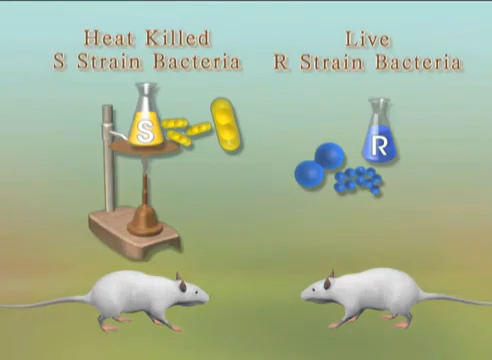 Heat Killed
S Strain Bacteria
Live
R Strain Bacteria
S
R